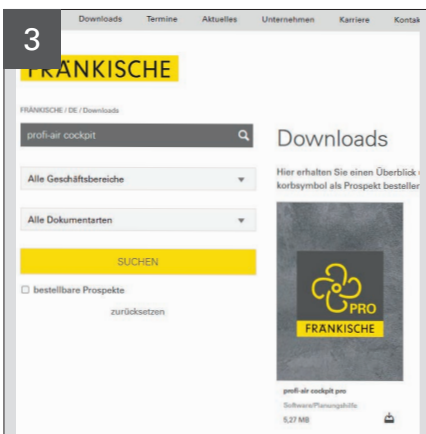 3
Downloads Termine Aktuelles Unternehmen Karriere Kontak
FRÄNKISCHE
FRÄNKISCHE / DE / Downloads
profi-air cockpit
Alle Geschäftsbereiche
Alle Dokumentarten
SUCHEN
bestellbare Prospekte
zurücksetzen
Downloads
Hier erhalten Sie einen Überblick
korbsymbol als Prospekt bestellen
PRO
FRÄNKISCHE
profi-air cockpit pro
Software/Planungshilfe
5,27 MB